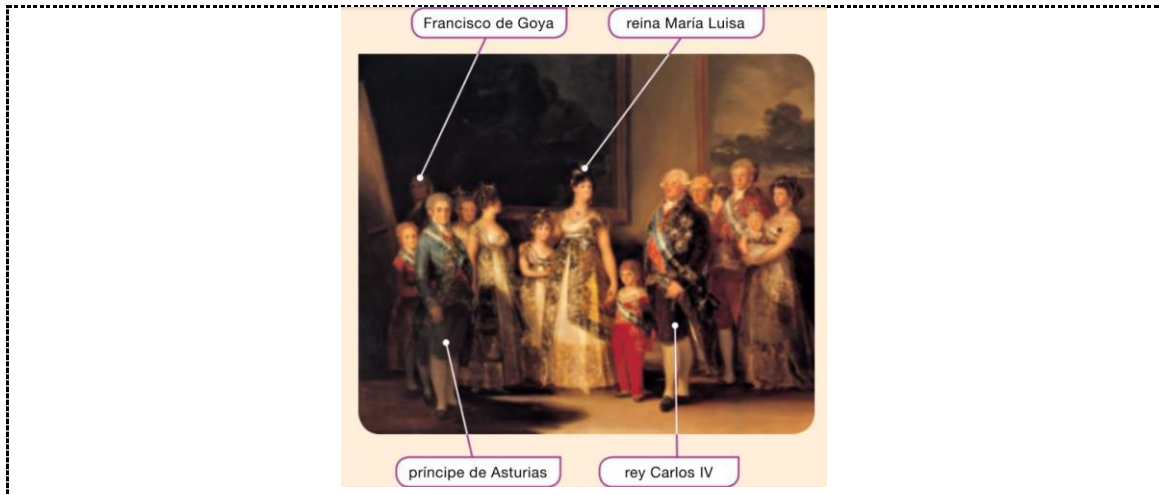 Francisco de Goya
reina María Luisa
príncipe de Asturias
rey Carlos IV